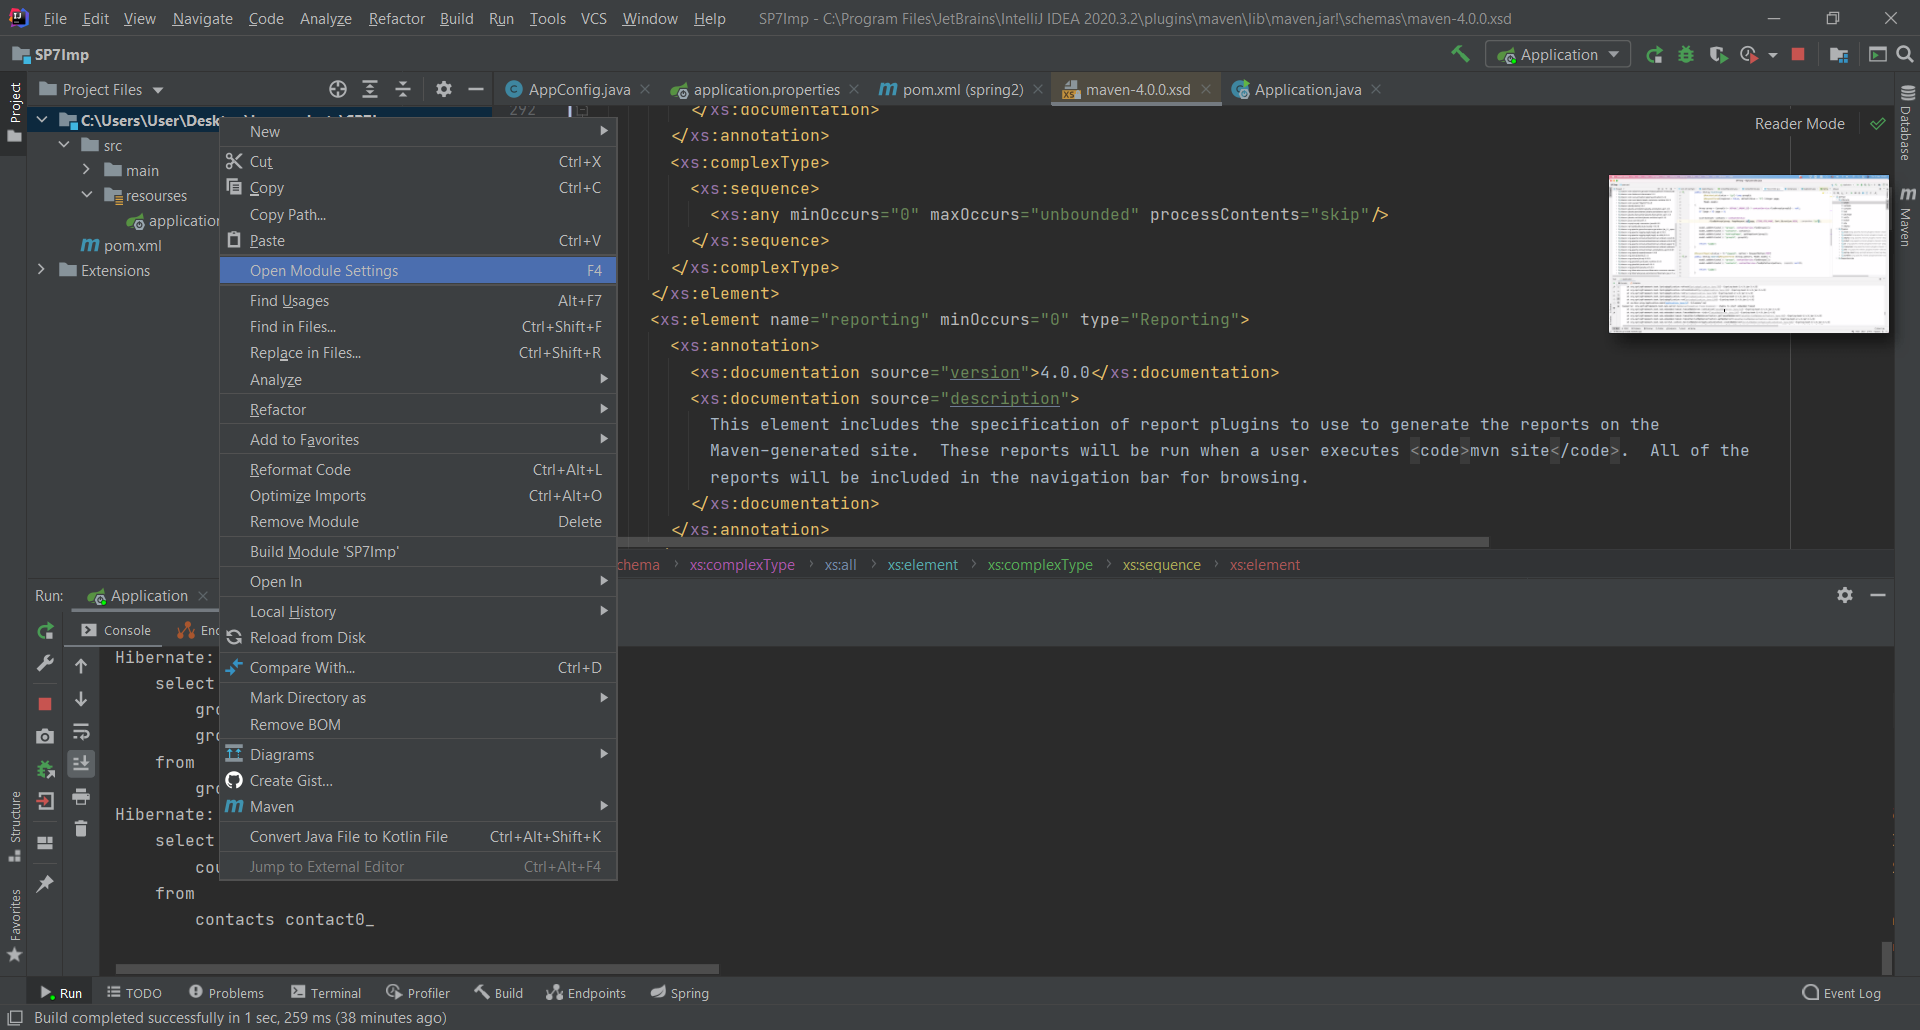 File Edit View Navigate Code Analyze Refactor Build Run Tools VCS Window Help SP7Imp - C:\Program Files\JetBrains\IntelliJ IDEA 2020.3.2\plugins\maven\lib\maven.jar!\schemas\maven-4.0.0.xsd
SP7Imp
Application
Project
Project Files
AppConfig.java
application.properties
pom.xml (spring2)
maven-4.0.0.xsd
Application.java
C:\Users\User\Desk
src
main
resourses
application
pom.xml
Extensions
New
Cut Ctrl+X
Copy Ctrl+C
Copy Path...
Paste Ctrl+V
Open Module Settings F4
Find Usages Alt+F7
Find in Files... Ctrl+Shift+F
Replace in Files... Ctrl+Shift+R
Analyze
Refactor
Add to Favorites
Reformat Code Ctrl+Alt+L
Optimize Imports Ctrl+Alt+O
Remove Module Delete
Build Module 'SP7Imp'
Open In
Local History
Reload from Disk
Compare With... Ctrl+D
Mark Directory as
Remove BOM
Diagrams
Create Gist...
Maven
Convert Java File to Kotlin File Ctrl+Alt+Shift+K
Jump to External Editor Ctrl+Alt+F4
292
</xs:documentation>
</xs:annotation>
<xs:complexType>
<xs:sequence>
<xs:any minOccurs="0" maxOccurs="unbounded" processContents="skip"/>
</xs:sequence>
</xs:complexType>
</xs:element>
<xs:element name="reporting" minOccurs="0" type="Reporting">
<xs:annotation>
<xs:documentation source="version">4.0.0</xs:documentation>
<xs:documentation source="description">
This element includes the specification of report plugins to use to generate the reports on the
Maven-generated site.  These reports will be run when a user executes <code>mvn site</code>.  All of the
reports will be included in the navigation bar for browsing.
</xs:documentation>
</xs:annotation>
Reader Mode
Database
Maven
chema xs:complexType xs:all xs:element xs:complexType xs:sequence xs:element
Run: Application
Console
En
Hibernate:
select
gro
gro
from
gro
Hibernate:
select
cou
from
contacts contact0_
Structure
Favorites
Run TODO Problems Terminal Profiler Build Endpoints Spring Event Log
Build completed successfully in 1 sec, 259 ms (38 minutes ago)